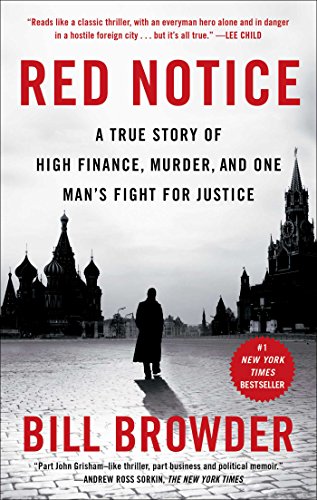 "Reads like a classic thriller, with an everyman hero alone and in danger
in a hostile foreign city . . . but it's all true." —LEE CHILD
RED NOTICE
A TRUE STORY OF
HIGH FINANCE, MURDER, AND ONE
MAN'S FIGHT FOR JUSTICE
#1
NEW YORK
TIMES
BESTSELLER
BILL BROWDER
"Part John Grisham–like thriller, part business and political memoir."
ANDREW ROSS SORKIN, THE NEW YORK TIMES